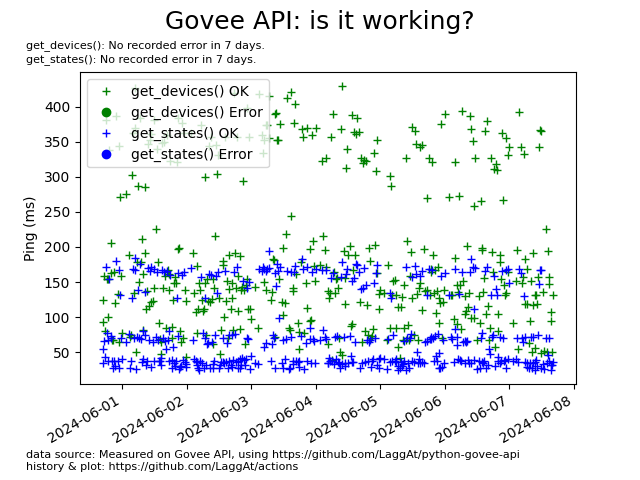 Govee API: is it working?
get_devices(): No recorded error in 7 days.
get_states(): No recorded error in 7 days.
get_devices() OK
get_devices() Error
get_states() OK
get_states() Error
Ping (ms)
400
350
300
250
200
150
100
50
2024-06-01
2024-06-02
2024-06-03
2024-06-04
2024-06-05
2024-06-06
2024-06-07
2024-06-08
data source: Measured on Govee API, using https://github.com/LaggAt/python-govee-api
history & plot: https://github.com/LaggAt/actions